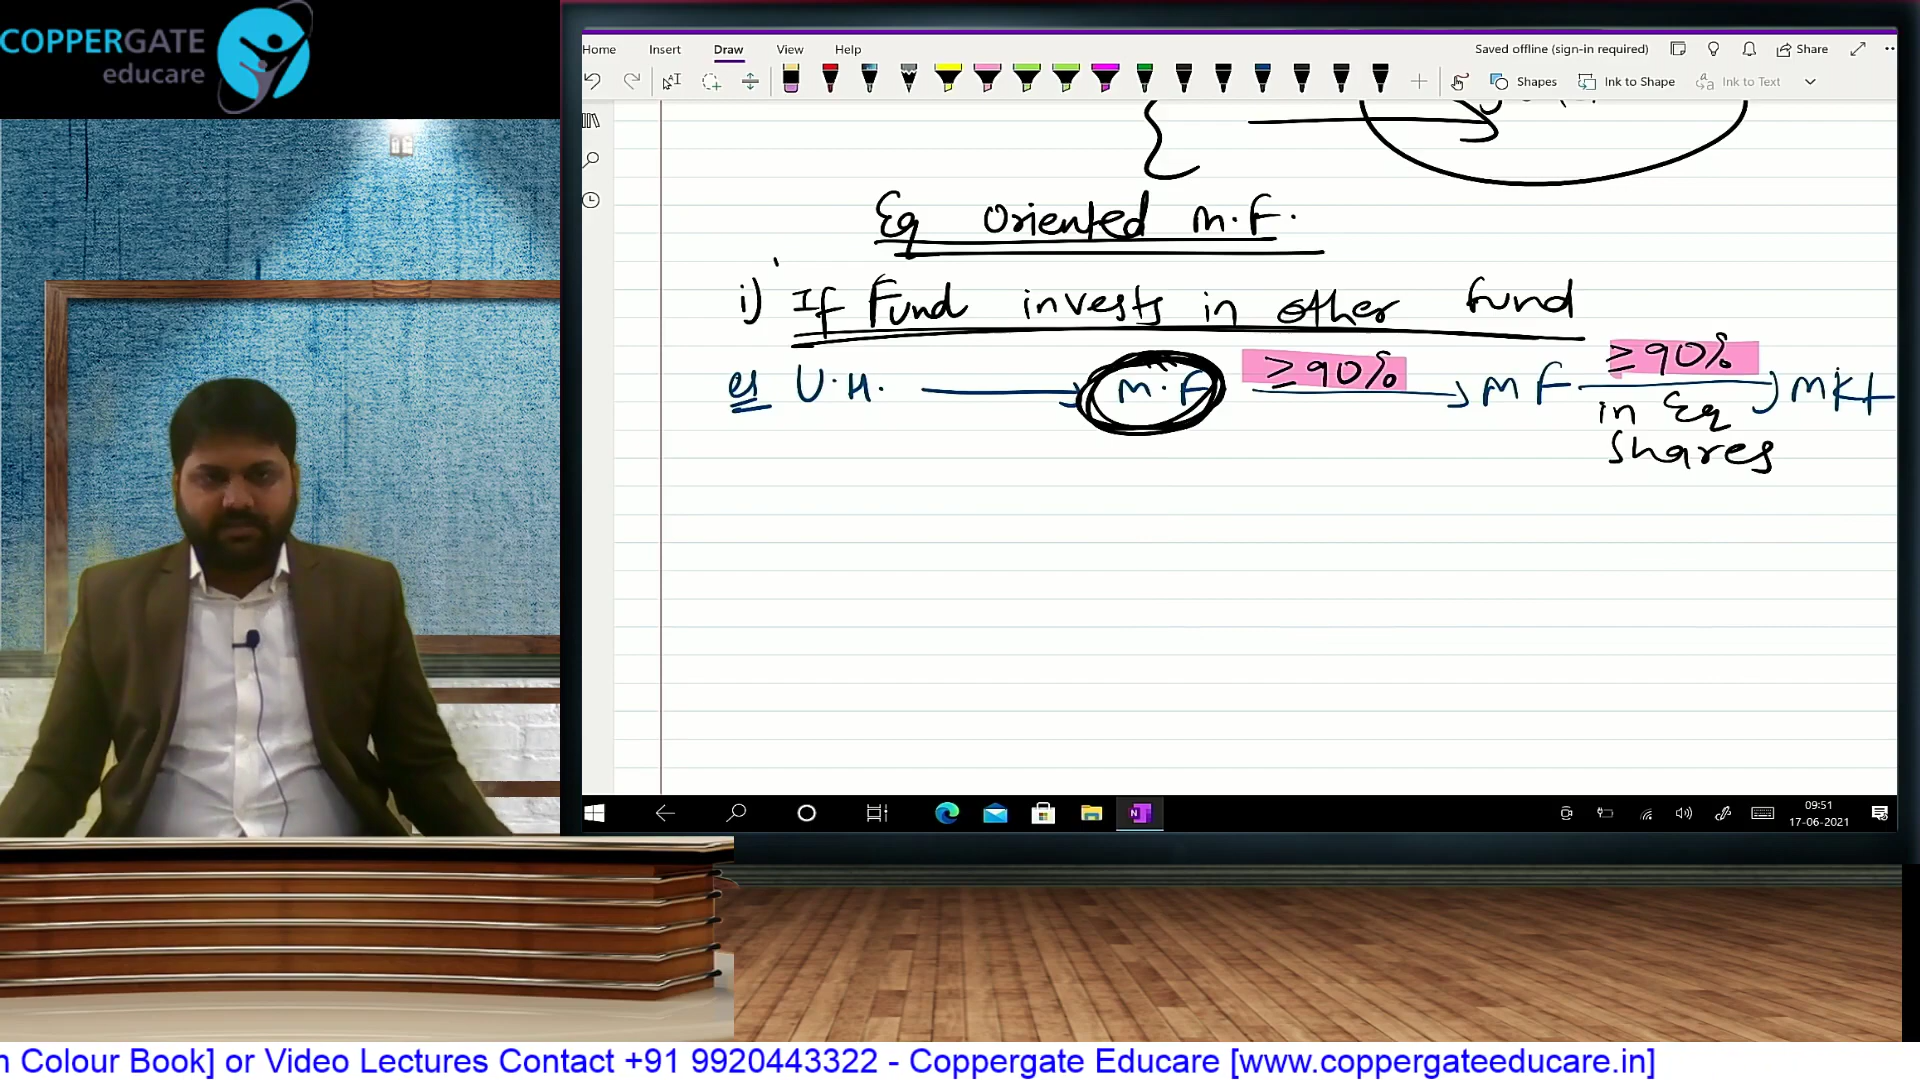 COPPERGATE
educare
Home Insert Draw View Help
Saved offline (sign-in required)
Share
Shapes Ink to Shape Ink to Text
Eq Oriented M.F.
i) If Fund invests in other fund
eg U.H. M.F ≥90% MF ≥90% Mkt
in Eq
Shares
09:51
17-06-2021
n Colour Book] or Video Lectures Contact +91 9920443322 - Coppergate Educare [www.coppergateeducare.in]